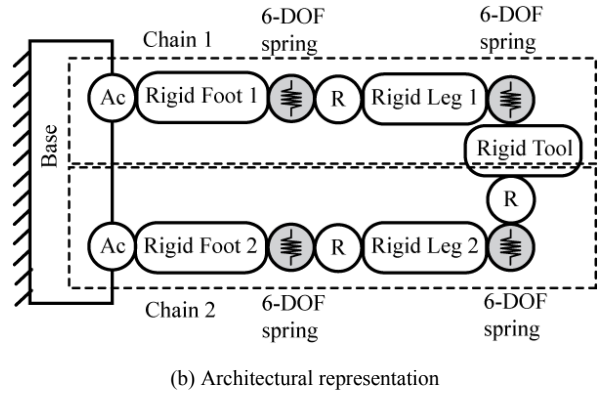 6-DOF
spring
6-DOF
spring
Chain 1
Ac
Rigid Foot 1
R
Rigid Leg 1
Base
Rigid Tool
R
Ac
Rigid Foot 2
R
Rigid Leg 2
Chain 2
6-DOF
spring
6-DOF
spring
(b) Architectural representation